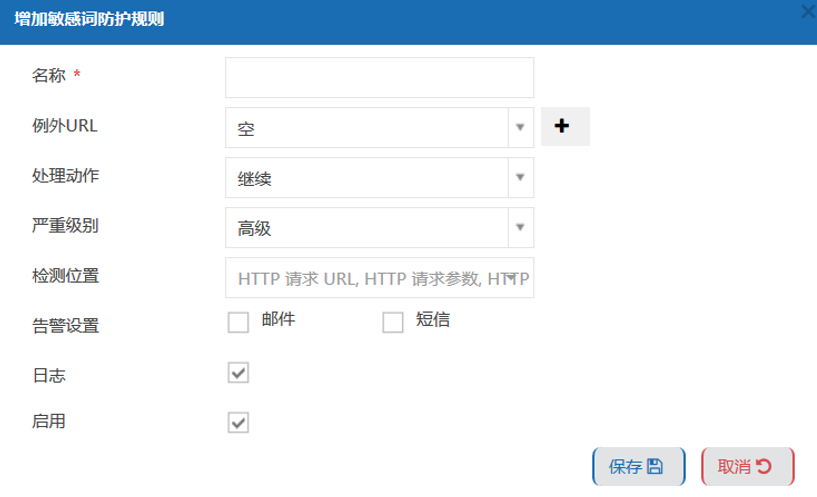 增加敏感词防护规则
名称 *
例外URL 空
处理动作 继续
严重级别 高级
检测位置 HTTP 请求 URL, HTTP 请求参数, HTTP
告警设置 邮件 短信
日志
启用
保存 取消